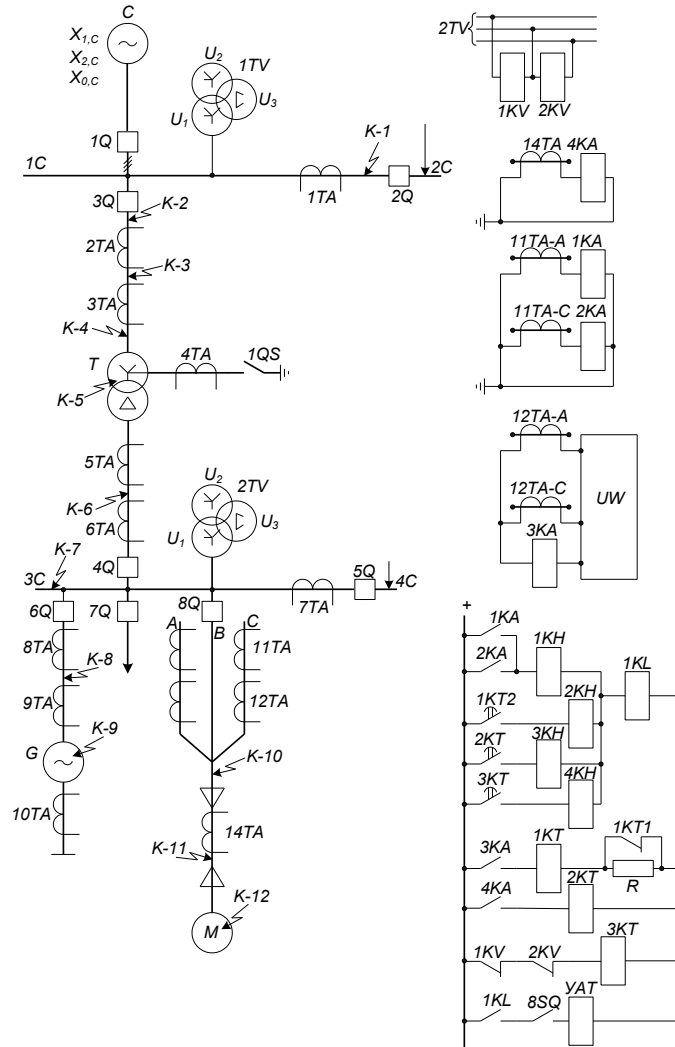 C
X1,C
X2,C
X0,C
U2
1TV
U3
U1
1Q
1C
K-1
2C
1TA
2Q
3Q
K-2
2TA
K-3
3TA
K-4
T
4TA
1QS
K-5
5TA
K-6
6TA
U2
2TV
U3
U1
K-7
4Q
3C
5Q
4C
7TA
6Q
7Q
8Q
A
B
C
8TA
11TA
K-8
9TA
12TA
K-9
G
K-10
10TA
14TA
K-11
K-12
M
2TV
1KV
2KV
14TA
4KA
11TA-A
1KA
11TA-C
2KA
12TA-A
12TA-C
UW
3KA
+
1KA
1KH
2KA
1KL
2KH
1KT2
3KH
2KT
4KH
3KT
1KT1
3KA
1KT
R
4KA
2KT
3KT
1KV
2KV
1KL
8SQ
УАТ